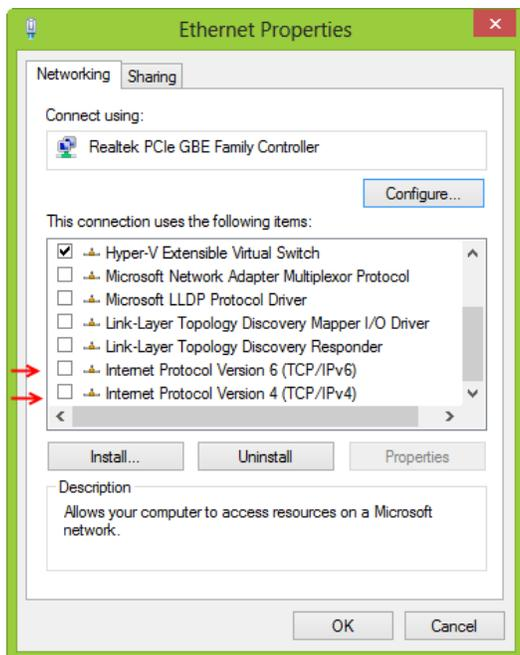 Ethernet Properties
Networking
Sharing
Connect using:
Realtek PCIe GBE Family Controller
Configure...
This connection uses the following items:
Hyper-V Extensible Virtual Switch
Microsoft Network Adapter Multiplexor Protocol
Microsoft LLDP Protocol Driver
Link-Layer Topology Discovery Mapper I/O Driver
Link-Layer Topology Discovery Responder
Internet Protocol Version 6 (TCP/IPv6)
Internet Protocol Version 4 (TCP/IPv4)
Install...
Uninstall
Properties
Description
Allows your computer to access resources on a Microsoft
network.
OK
Cancel